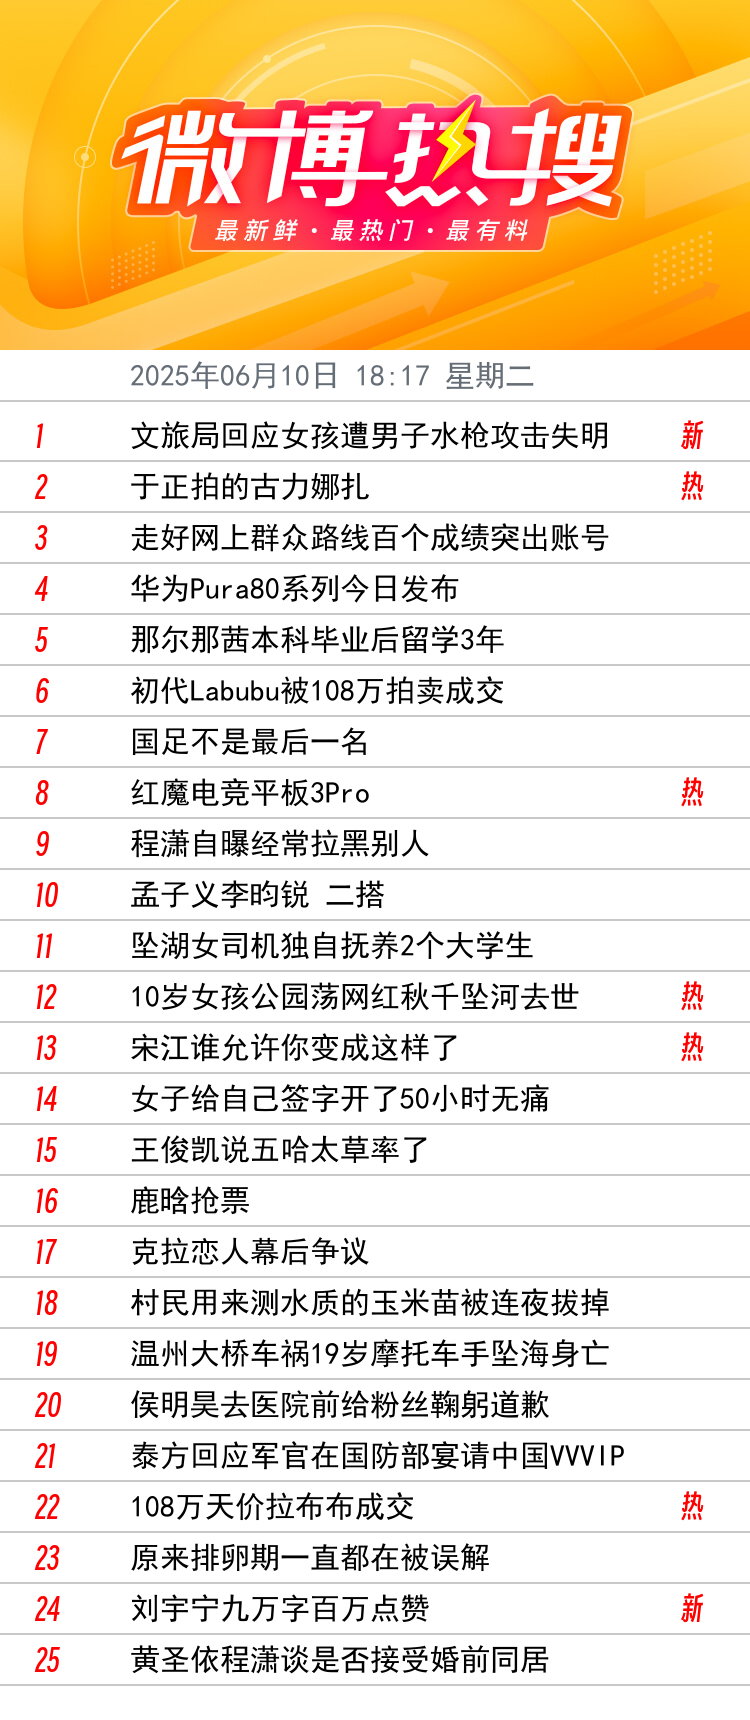 微博热搜
最新鲜·最热门·最有料
2025年06月10日 18:17 星期二
1 文旅局回应女孩遭男子水枪攻击失明 新
2 于正拍的古力娜扎 热
3 走好网上群众路线百个成绩突出账号
4 华为Pura80系列今日发布
5 那尔那茜本科毕业后留学3年
6 初代Labubu被108万拍卖成交
7 国足不是最后一名
8 红魔电竞平板3Pro 热
9 程潇自曝经常拉黑别人
10 孟子义李昀锐 二搭
11 坠湖女司机独自抚养2个大学生
12 10岁女孩公园荡网红秋千坠河去世 热
13 宋江谁允许你变成这样了 热
14 女子给自己签字开了50小时无痛
15 王俊凯说五哈太草率了
16 鹿晗抢票
17 克拉恋人幕后争议
18 村民用来测水质的玉米苗被连夜拔掉
19 温州大桥车祸19岁摩托车手坠海身亡
20 侯明昊去医院前给粉丝鞠躬道歉
21 泰方回应军官在国防部宴请中国VVVIP
22 108万天价拉布布成交 热
23 原来排卵期一直都在被误解
24 刘宇宁九万字百万点赞 新
25 黄圣依程潇谈是否接受婚前同居